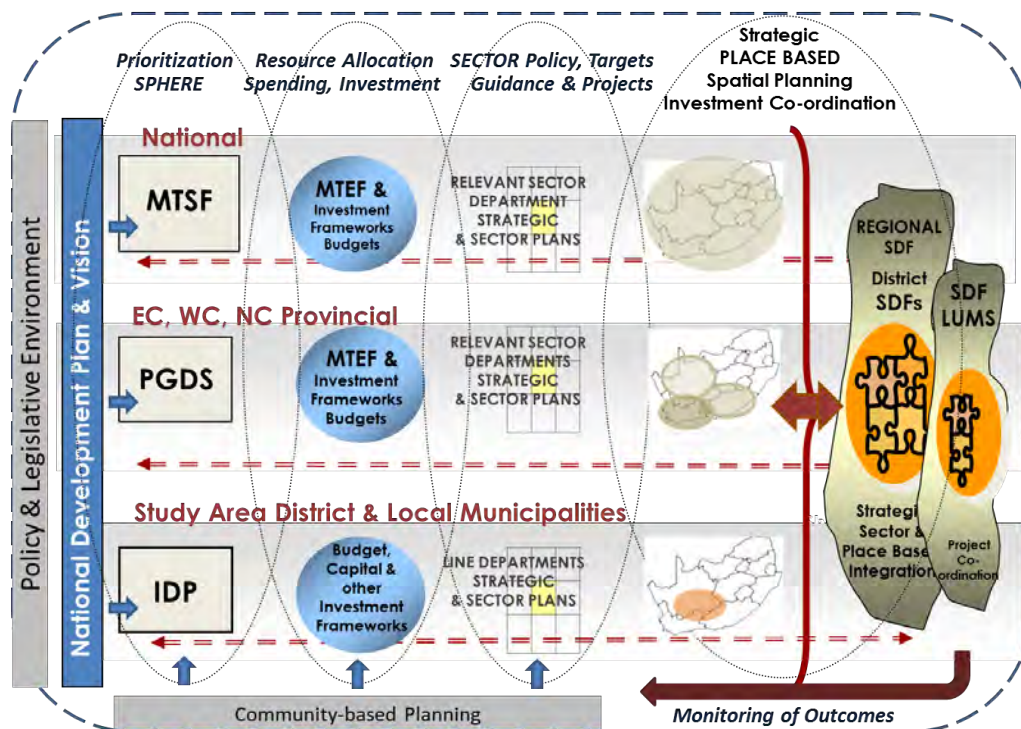 Prioritization
SPHERE
Resource Allocation
Spending, Investment
SECTOR Policy, Targets
Guidance & Projects
Strategic
PLACE BASED
Spatial Planning
Investment Co-ordination
Policy & Legislative Environment
National Development Plan & Vision
National
MTSF
MTEF &
Investment
Frameworks
Budgets
RELEVANT SECTOR
DEPARTMENT
STRATEGIC
& SECTOR PLANS
EC, WC, NC Provincial
PGDS
MTEF &
Investment
Frameworks
Budgets
RELEVANT SECTOR
DEPARTMENTS
STRATEGIC
& SECTOR PLANS
Study Area District & Local Municipalities
IDP
Budget,
Capital &
other
Investment
Frameworks
LINE DEPARTMENTS
STRATEGIC
& SECTOR PLANS
REGIONAL
SDF
District
SDFs
Sector &
Place Based
Integration
SDF
LUMS
Project
Co-
ordination
Community-based Planning
Monitoring of Outcomes